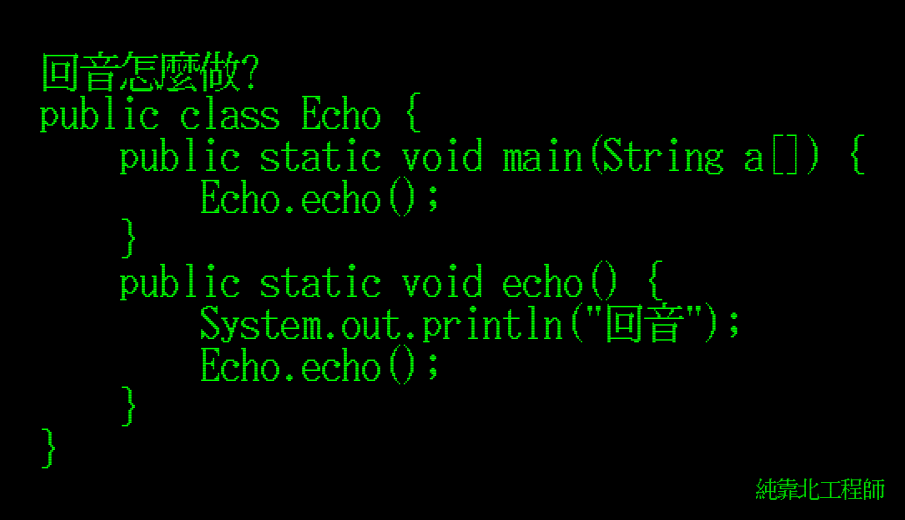 回音怎麼做?
public class Echo {
    public static void main(String a[]) {
        Echo.echo();
    }
    public static void echo() {
        System.out.println("回音");
        Echo.echo();
    }
}
純靠北工程師